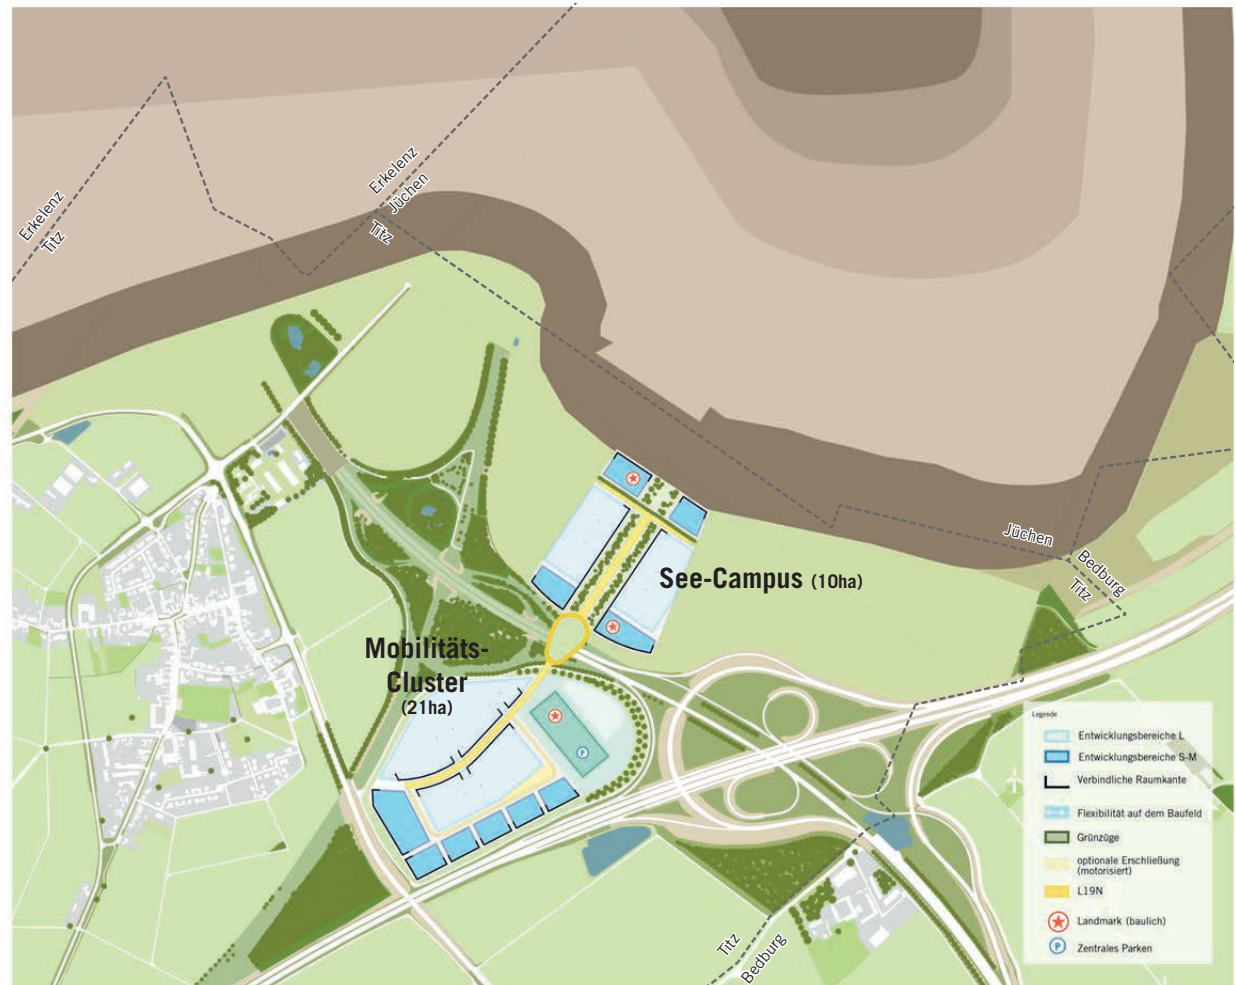 Erkelenz
Titz
Erkelenz
Jüchen
Titz
See-Campus (10ha)
Jüchen
Bedburg
Titz
Mobilitäts-
Cluster
(21ha)
P
Titz
Bedburg
Legende
Entwicklungsbereiche L
Entwicklungsbereiche S-M
Verbindliche Raumkante
Flexibilität auf dem Baufeld
Grünzüge
optionale Erschließung
(motorisiert)
L19N
Landmark (baulich)
P
Zentrales Parken